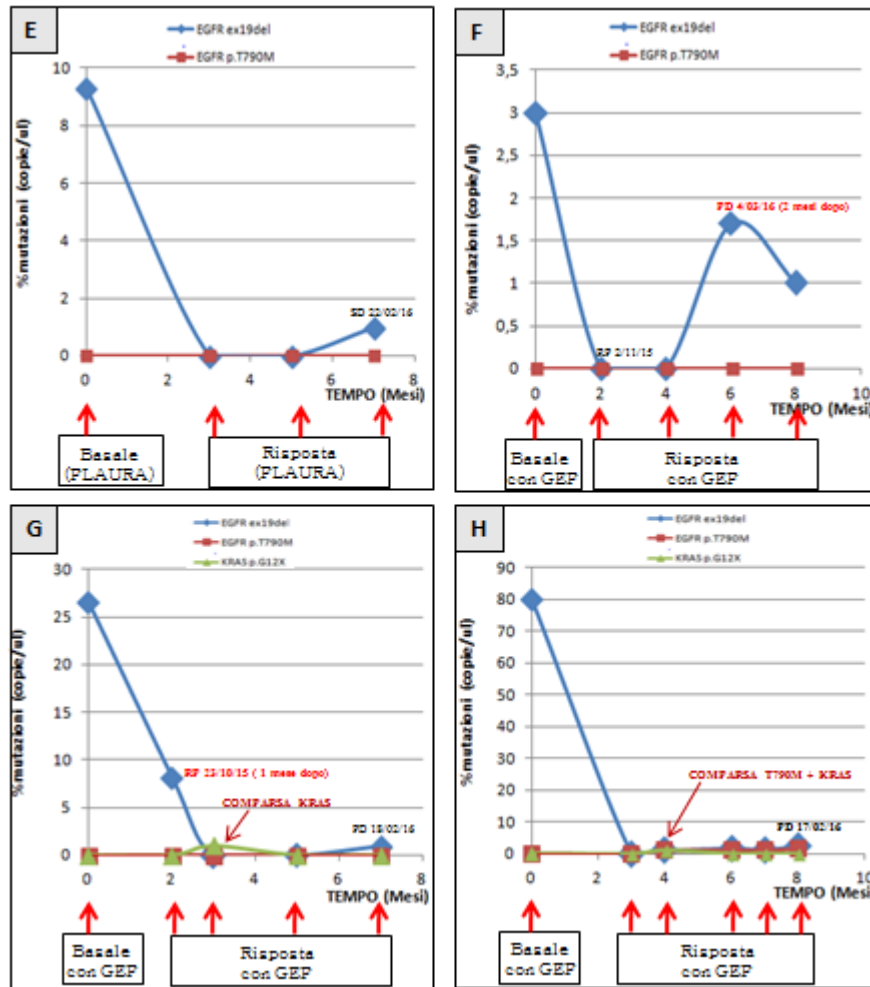 E
EGFR ex19del
EGFR p.T790M
%mutazioni (copie/ul)
10
8
6
4
2
0
0 2 4 6 8
SD 22/02/16
TEMPO (Mesi)
Basale
(FLAURA)
Risposta
(FLAURA)
F
EGFR ex19del
EGFR p.T790M
%mutazioni (copie/ul)
3,5
3
2,5
2
1,5
1
0,5
0
0 2 4 6 8 10
PD 4/03/16 (2 mesi dopo)
RP 2/11/15
TEMPO (Mesi)
Basale
con GEF
Risposta
con GEF
G
EGFR ex19del
EGFR p.T790M
KRAS p.G12X
%mutazioni (copie/ul)
30
25
20
15
10
5
0
0 2 4 6 8
RP 23/10/15 ( 1 mese dopo)
COMPARSA KRAS
PD 18/02/16
TEMPO (Mesi)
Basale
con GEF
Risposta
con GEF
H
EGFR ex19del
EGFR p.T790M
KRAS p.G12X
%mutazioni (copie/ul)
90
80
70
60
50
40
30
20
10
0
0 2 4 6 8 10
COMPARSA T790M + KRAS
PD 17/02/16
TEMPO (Mesi)
Basale
con GEF
Risposta
con GEF